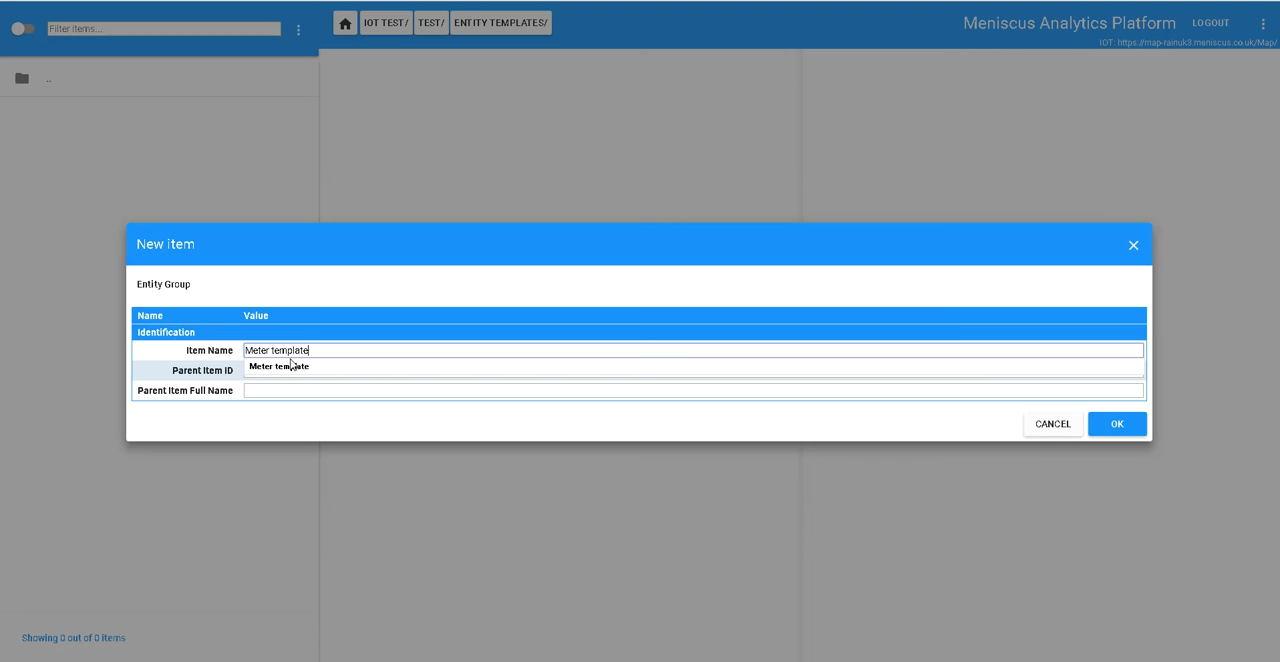 Filter items...
IOT TEST / TEST / ENTITY TEMPLATES /
Meniscus Analytics Platform LOGOUT
IOT: https://map-rainuk3.meniscus.co.uk/Map/
..
New item
Entity Group
Name Value
Identification
Item Name Meter template
Meter template
Parent Item ID
Parent Item Full Name
CANCEL OK
Showing 0 out of 0 items